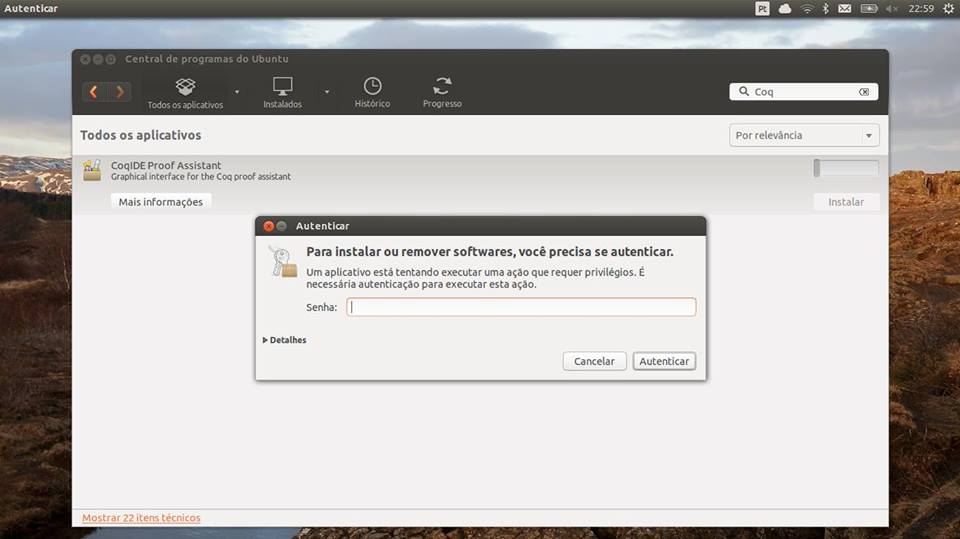 Autenticar
Pt
22:59
Central de programas do Ubuntu
Todos os aplicativos
Instalados
Histórico
Progresso
Coq
Todos os aplicativos
Por relevância
CoqIDE Proof Assistant
Graphical interface for the Coq proof assistant
Mais informações
Instalar
Autenticar
Para instalar ou remover softwares, você precisa se autenticar.
Um aplicativo está tentando executar uma ação que requer privilégios. É
necessária autenticação para executar esta ação.
Senha:
Detalhes
Cancelar
Autenticar
Mostrar 22 itens técnicos